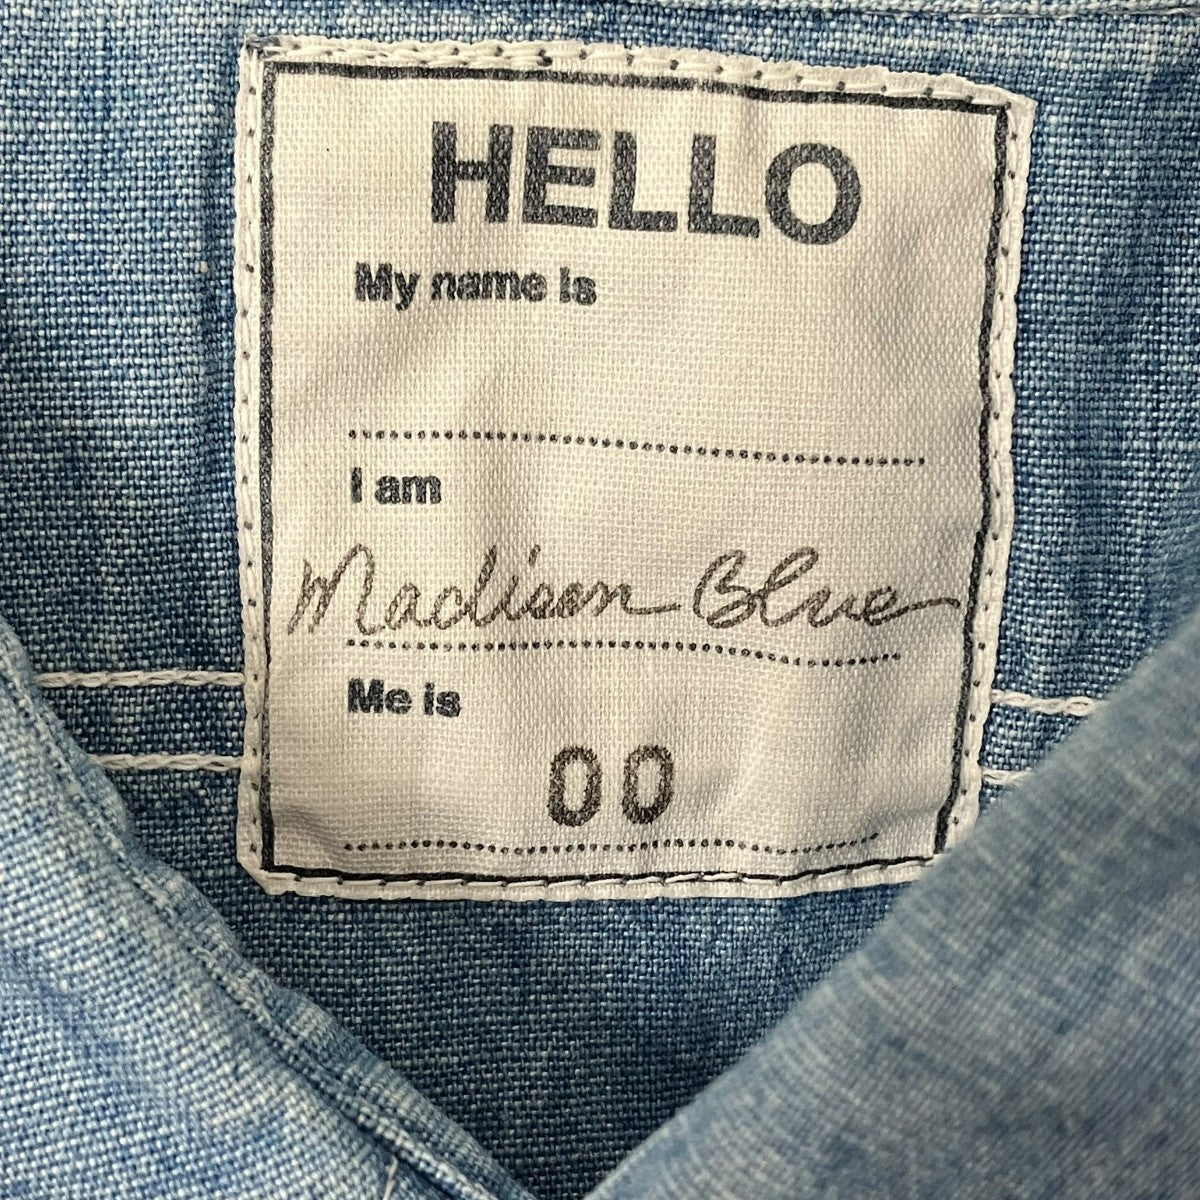 HELLO
My name is
I am
Madison Blue
Me is
00